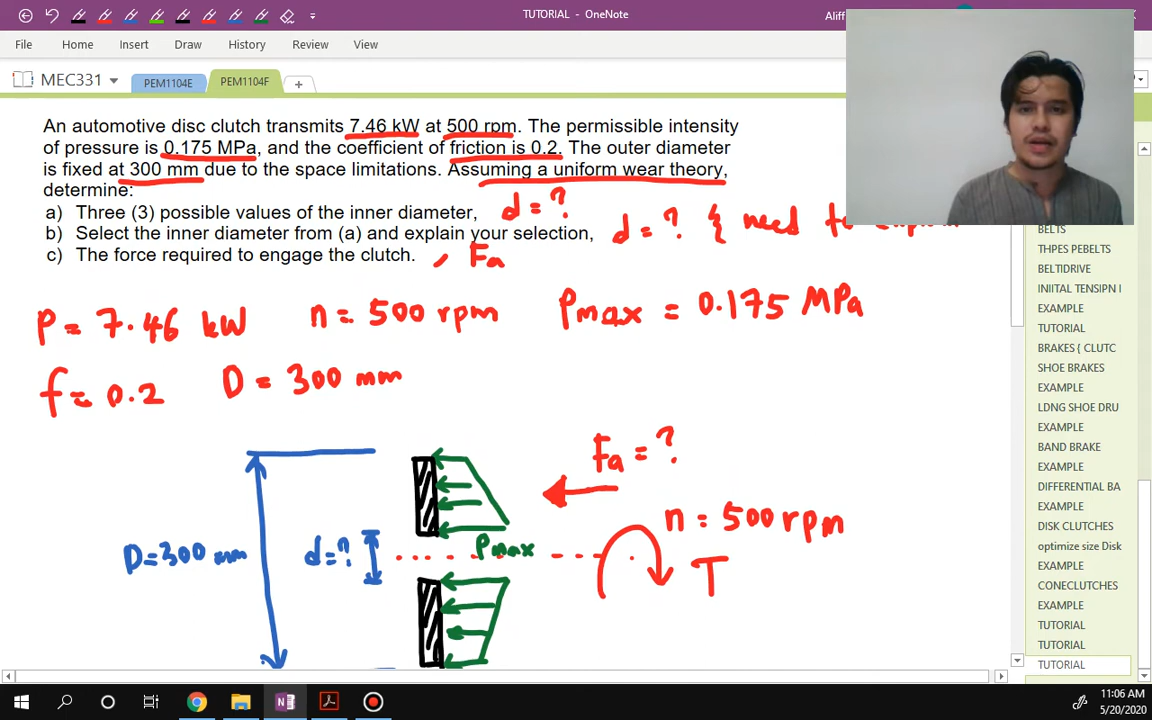 TUTORIAL - OneNote
Aliff
File Home Insert Draw History Review View
MEC331
PEM1104E PEM1104F +
An automotive disc clutch transmits 7.46 kW at 500 rpm. The permissible intensity
of pressure is 0.175 MPa, and the coefficient of friction is 0.2. The outer diameter
is fixed at 300 mm due to the space limitations. Assuming a uniform wear theory,
determine:
a) Three (3) possible values of the inner diameter, d = ?
b) Select the inner diameter from (a) and explain your selection, d = ? { need to
c) The force required to engage the clutch. Fa
P = 7.46 kW n = 500 rpm Pmax = 0.175 MPa
f = 0.2 D = 300 mm
Fa = ?
n = 500 rpm
D = 300 mm d = ? Pmax
T
BELTS
THPES PEBELTS
BELTIDRIVE
INIITAL TENSIPN I
EXAMPLE
TUTORIAL
BRAKES { CLUTC
SHOE BRAKES
EXAMPLE
LDNG SHOE DRU
EXAMPLE
BAND BRAKE
EXAMPLE
DIFFERENTIAL BA
EXAMPLE
DISK CLUTCHES
optimize size Disk
EXAMPLE
CONECLUTCHES
EXAMPLE
TUTORIAL
TUTORIAL
TUTORIAL
11:06 AM
5/20/2020